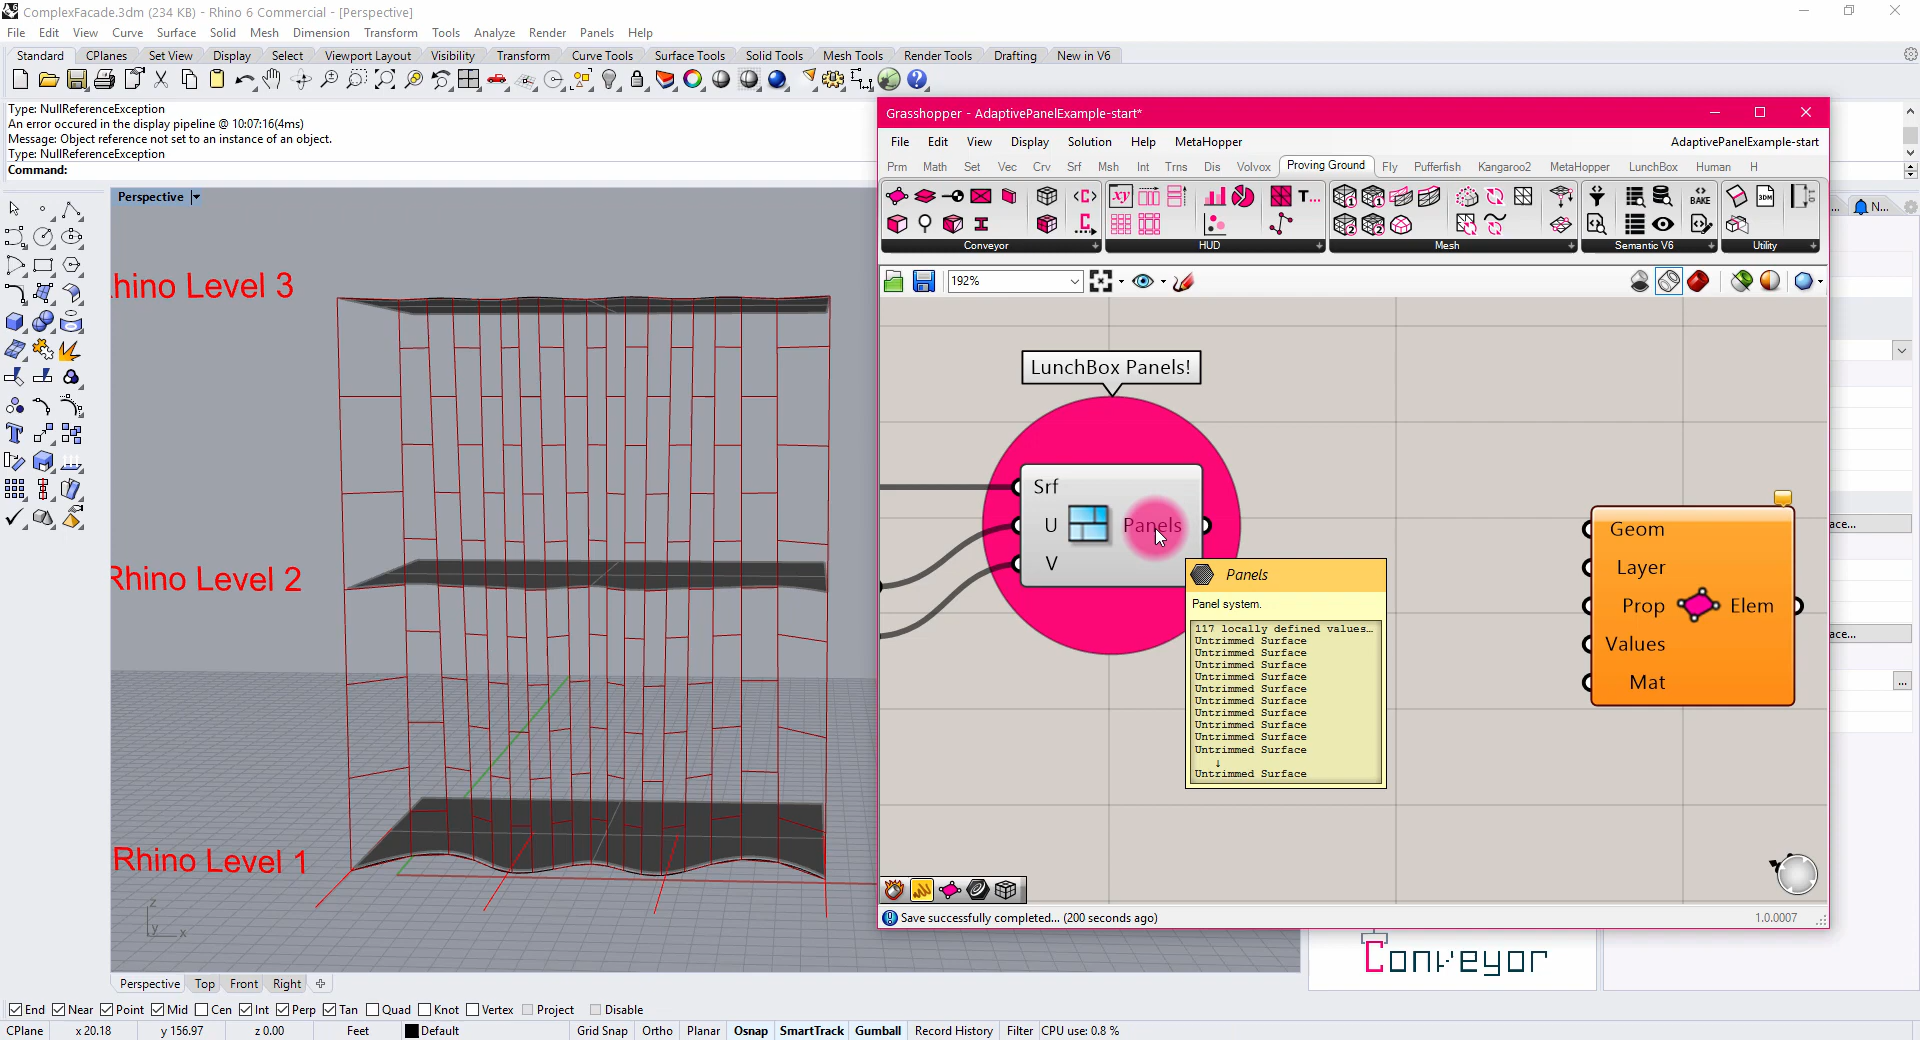 ComplexFacade.3dm (234 KB) - Rhino 6 Commercial - [Perspective]
File Edit View Curve Surface Solid Mesh Dimension Transform Tools Analyze Render Panels Help
Standard CPlanes Set View Display Select Viewport Layout Visibility Transform Curve Tools Surface Tools Solid Tools Mesh Tools Render Tools Drafting New in V6
Type: NullReferenceException
An error occured in the display pipeline @ 10:07:16(4ms)
Message: Object reference not set to an instance of an object.
Type: NullReferenceException
Command:
Perspective
hino Level 3
Rhino Level 2
Rhino Level 1
z
y x
Grasshopper - AdaptivePanelExample-start*
File Edit View Display Solution Help MetaHopper AdaptivePanelExample-start
Prm Math Set Vec Crv Srf Msh Int Trns Dis Volvox Proving Ground Fly Pufferfish Kangaroo2 MetaHopper LunchBox Human H
Conveyor HUD Mesh Semantic V6 Utility
BAKE
3DM
192%
N...
LunchBox Panels!
Srf
U Panels
V
Panels
Panel system.
117 locally defined values...
Untrimmed Surface
Untrimmed Surface
Untrimmed Surface
Untrimmed Surface
Untrimmed Surface
Untrimmed Surface
Untrimmed Surface
Untrimmed Surface
Untrimmed Surface
Untrimmed Surface
↓
Untrimmed Surface
Geom
Layer
Prop Elem
Values
Mat
ace...
ace...
...
Save successfully completed... (200 seconds ago) 1.0.0007
Conveyor
Perspective Top Front Right
End Near Point Mid Cen Int Perp Tan Quad Knot Vertex Project Disable
CPlane x 20.18 y 156.97 z 0.00 Feet Default Grid Snap Ortho Planar Osnap SmartTrack Gumball Record History Filter CPU use: 0.8 %